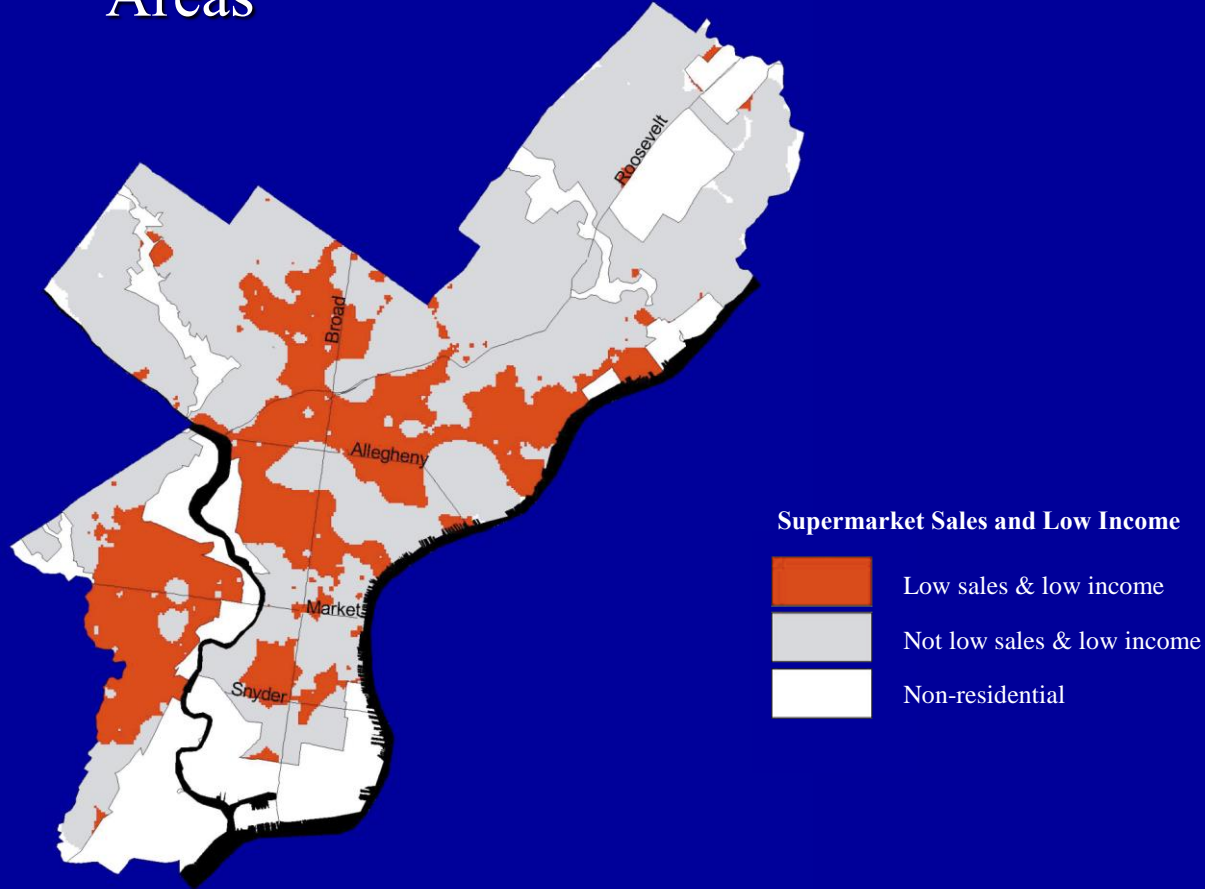 Areas
Roosevelt
Broad
Allegheny
Supermarket Sales and Low Income
Low sales & low income
Market
Not low sales & low income
Snyder
Non-residential